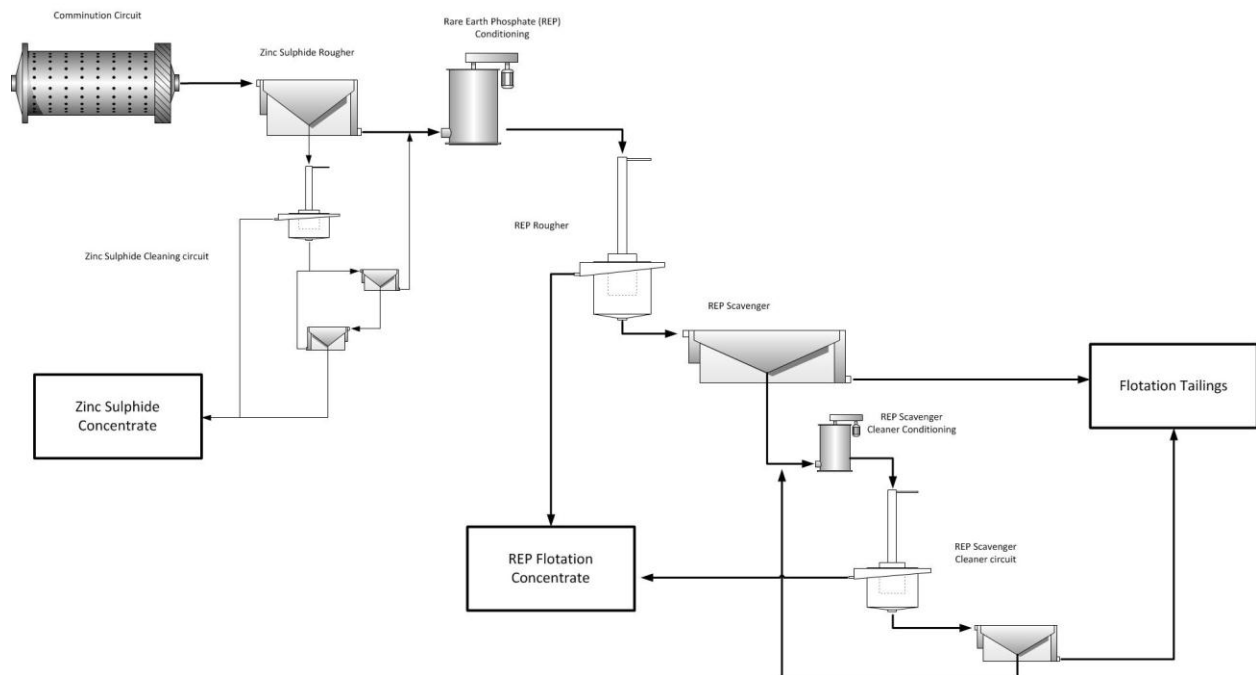 Comminution Circuit
Rare Earth Phosphate (REP)
Conditioning
Zinc Sulphide Rougher
REP Rougher
Zinc Sulphide Cleaning circuit
REP Scavenger
Zinc Sulphide
Concentrate
Flotation Tailings
REP Scavenger
Cleaner Conditioning
REP Flotation
Concentrate
REP Scavenger
Cleaner circuit